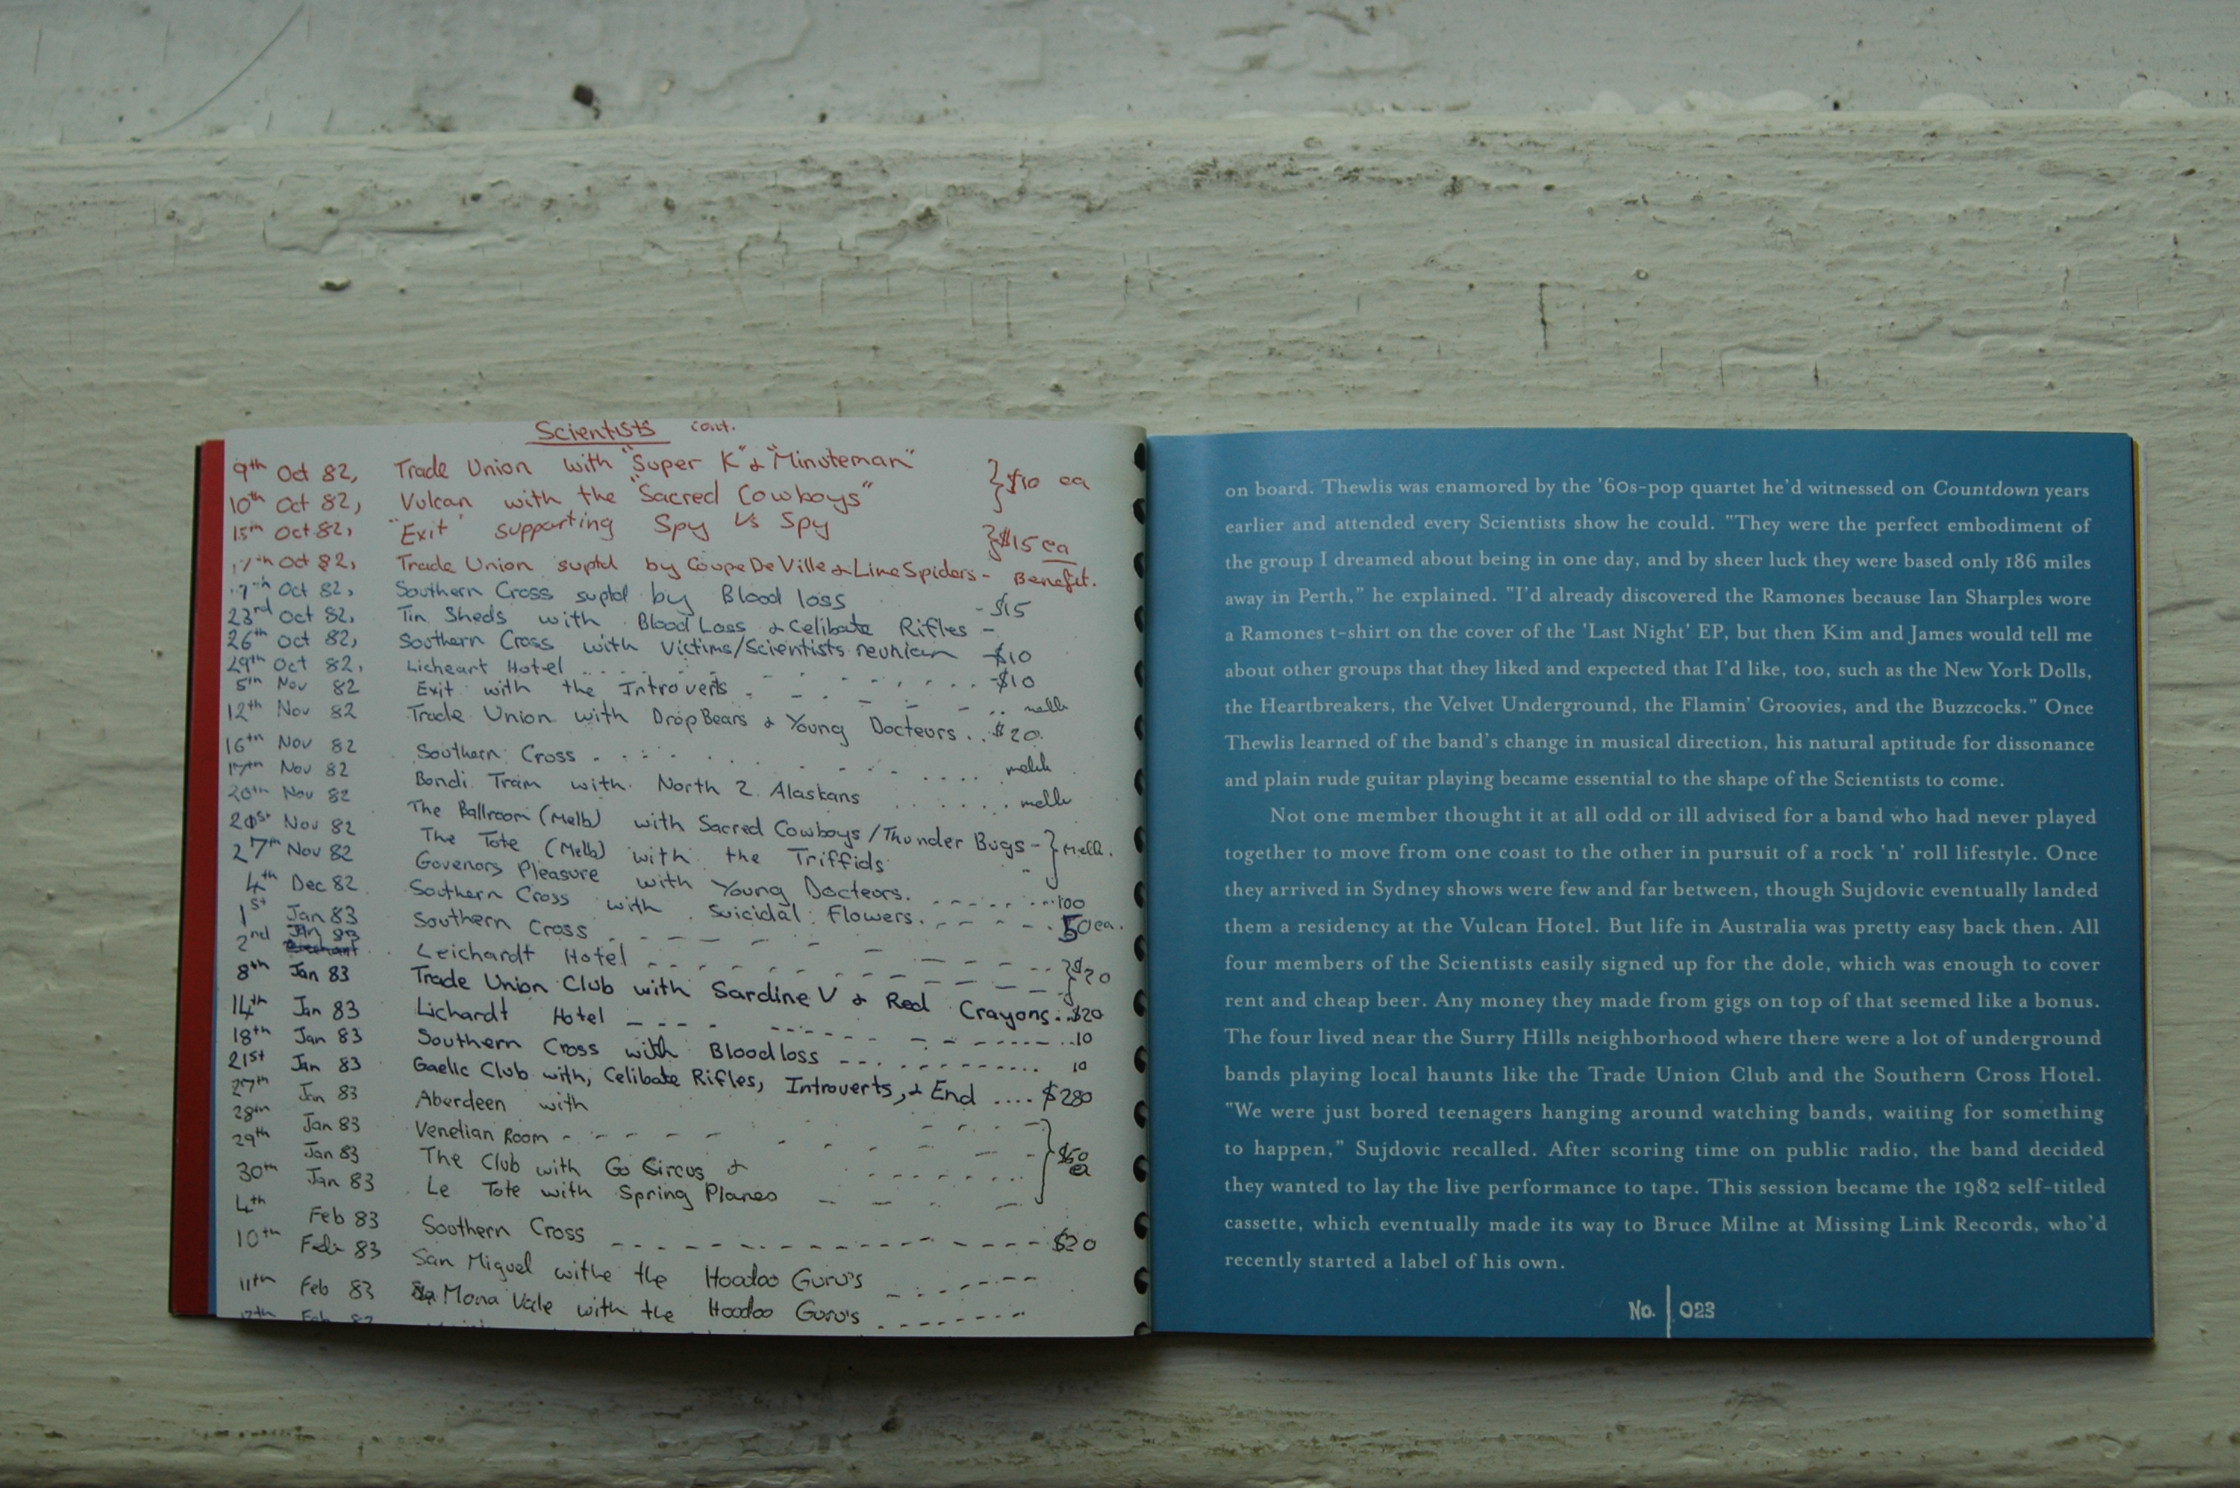 Scientists cont.
9th Oct 82, Trade Union with "Super K" & "Minuteman"
10th Oct 82, Vulcan with the "Sacred Cowboys" } $10 ea
15th Oct 82, "Exit" supporting Spy Vs Spy } $15 ea
17th Oct 82, Trade Union suptd by Coupe De Ville & Lime Spiders - Benefit.
Oct 82, Southern Cross suptd by Blood loss - $15
23rd Oct 82, Tin Sheds with Blood Loss & Celibate Rifles -
26th Oct 82, Southern Cross with Victims/Scientists reunion - $10
29th Oct 82, Licheart Hotel - $10
5th Nov 82 Exit with the Introverts
12th Nov 82 Trade Union with Drop Bears & Young Docteurs .. $20.
16th Nov 82 Southern Cross
17th Nov 82 Bondi Tram with North 2 Alaskans
20th Nov 82 The Ballroom (Melb) with Sacred Cowboys/Thunder Bugs -
21st Nov 82 The Tote (Melb) with the Triffids
27th Nov 82 Govenors Pleasure with Young Docteurs.
4th Dec 82 Southern Cross with Suicidal Flowers. 100
1st Jan 83 Southern Cross 50 ea.
2nd Jan 83 Leichardt Hotel
8th Jan 83 Trade Union Club with Sardine V & Red Crayons. } $20
14th Jan 83 Lichardt Hotel $20
18th Jan 83 Southern Cross with Bloodloss 10
21st Jan 83 Gaelic Club with, Celibate Rifles, Introverts, & End .... $280
27th Jan 83 Aberdeen with
28th Jan 83 Venetian Room
29th Jan 83 The Club with Go Circus & } $50 ea
30th Jan 83 Le Tote with Spring Planes
4th Feb 83 Southern Cross $20
10th Feb 83 San Miguel withe the Hoodoo Guru's
11th Feb 83 Mona Vale with the Hoodoo Guru's
on board. Thewlis was enamored by the '60s-pop quartet he'd witnessed on Countdown years
earlier and attended every Scientists show he could. "They were the perfect embodiment of
the group I dreamed about being in one day, and by sheer luck they were based only 186 miles
away in Perth," he explained. "I'd already discovered the Ramones because Ian Sharples wore
a Ramones t-shirt on the cover of the 'Last Night' EP, but then Kim and James would tell me
about other groups that they liked and expected that I'd like, too, such as the New York Dolls,
the Heartbreakers, the Velvet Underground, the Flamin' Groovies, and the Buzzcocks." Once
Thewlis learned of the band's change in musical direction, his natural aptitude for dissonance
and plain rude guitar playing became essential to the shape of the Scientists to come.
Not one member thought it at all odd or ill advised for a band who had never played
together to move from one coast to the other in pursuit of a rock 'n' roll lifestyle. Once
they arrived in Sydney shows were few and far between, though Sujdovic eventually landed
them a residency at the Vulcan Hotel. But life in Australia was pretty easy back then. All
four members of the Scientists easily signed up for the dole, which was enough to cover
rent and cheap beer. Any money they made from gigs on top of that seemed like a bonus.
The four lived near the Surry Hills neighborhood where there were a lot of underground
bands playing local haunts like the Trade Union Club and the Southern Cross Hotel.
"We were just bored teenagers hanging around watching bands, waiting for something
to happen," Sujdovic recalled. After scoring time on public radio, the band decided
they wanted to lay the live performance to tape. This session became the 1982 self-titled
cassette, which eventually made its way to Bruce Milne at Missing Link Records, who'd
recently started a label of his own.
No. 023